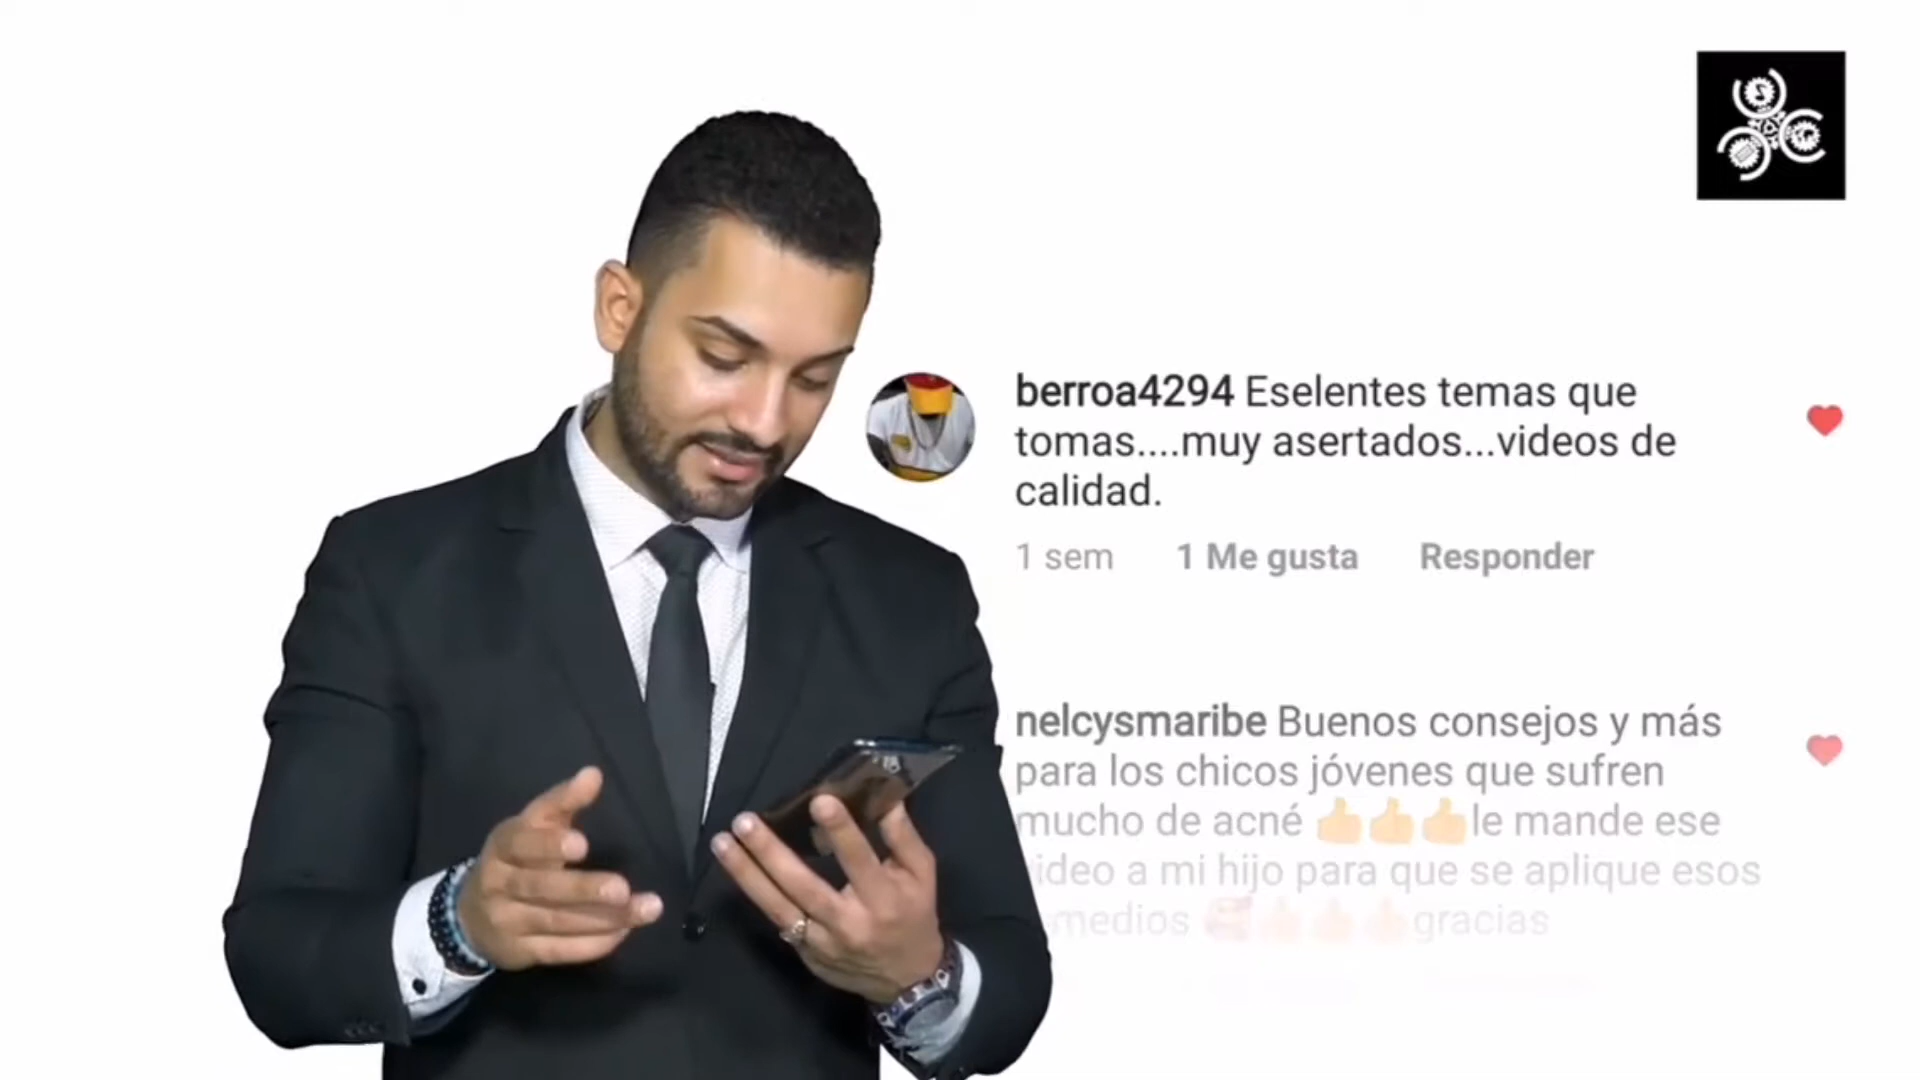 berroa4294 Eselentes temas que
tomas....muy asertados...videos de
calidad.
1 sem 1 Me gusta Responder
nelcysmaribe Buenos consejos y más
para los chicos jóvenes que sufren
mucho de acné 👍👍👍le mande ese
ideo a mi hijo para que se aplique esos
medios 🥰👍👍👍gracias